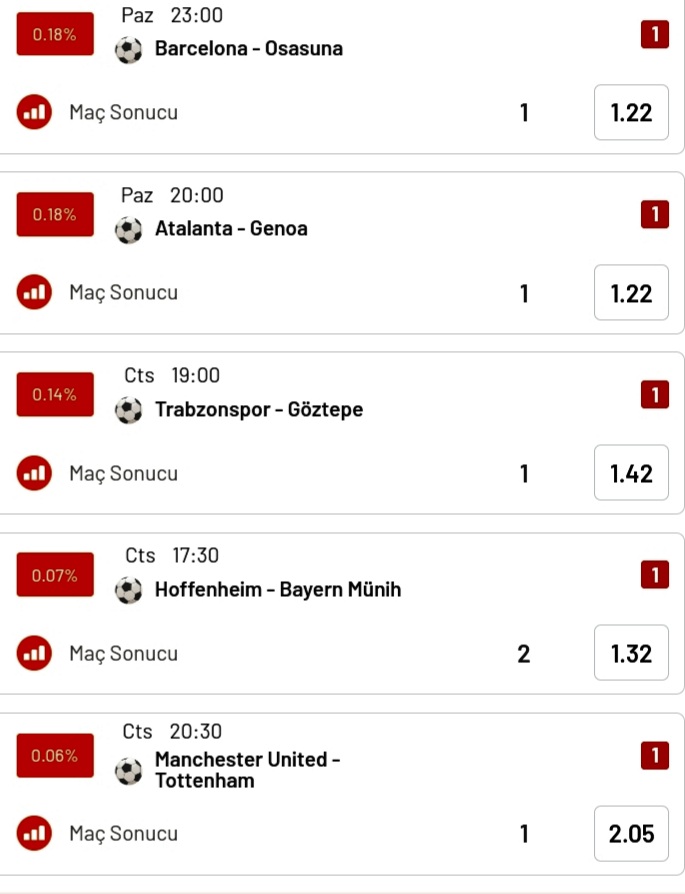 Paz 23:00
0.18%
Barcelona - Osasuna
1
Maç Sonucu 1 1.22
Paz 20:00
0.18%
Atalanta - Genoa
1
Maç Sonucu 1 1.22
Cts 19:00
0.14%
Trabzonspor - Göztepe
1
Maç Sonucu 1 1.42
Cts 17:30
0.07%
Hoffenheim - Bayern Münih
1
Maç Sonucu 2 1.32
Cts 20:30
0.06%
Manchester United -
Tottenham
1
Maç Sonucu 1 2.05